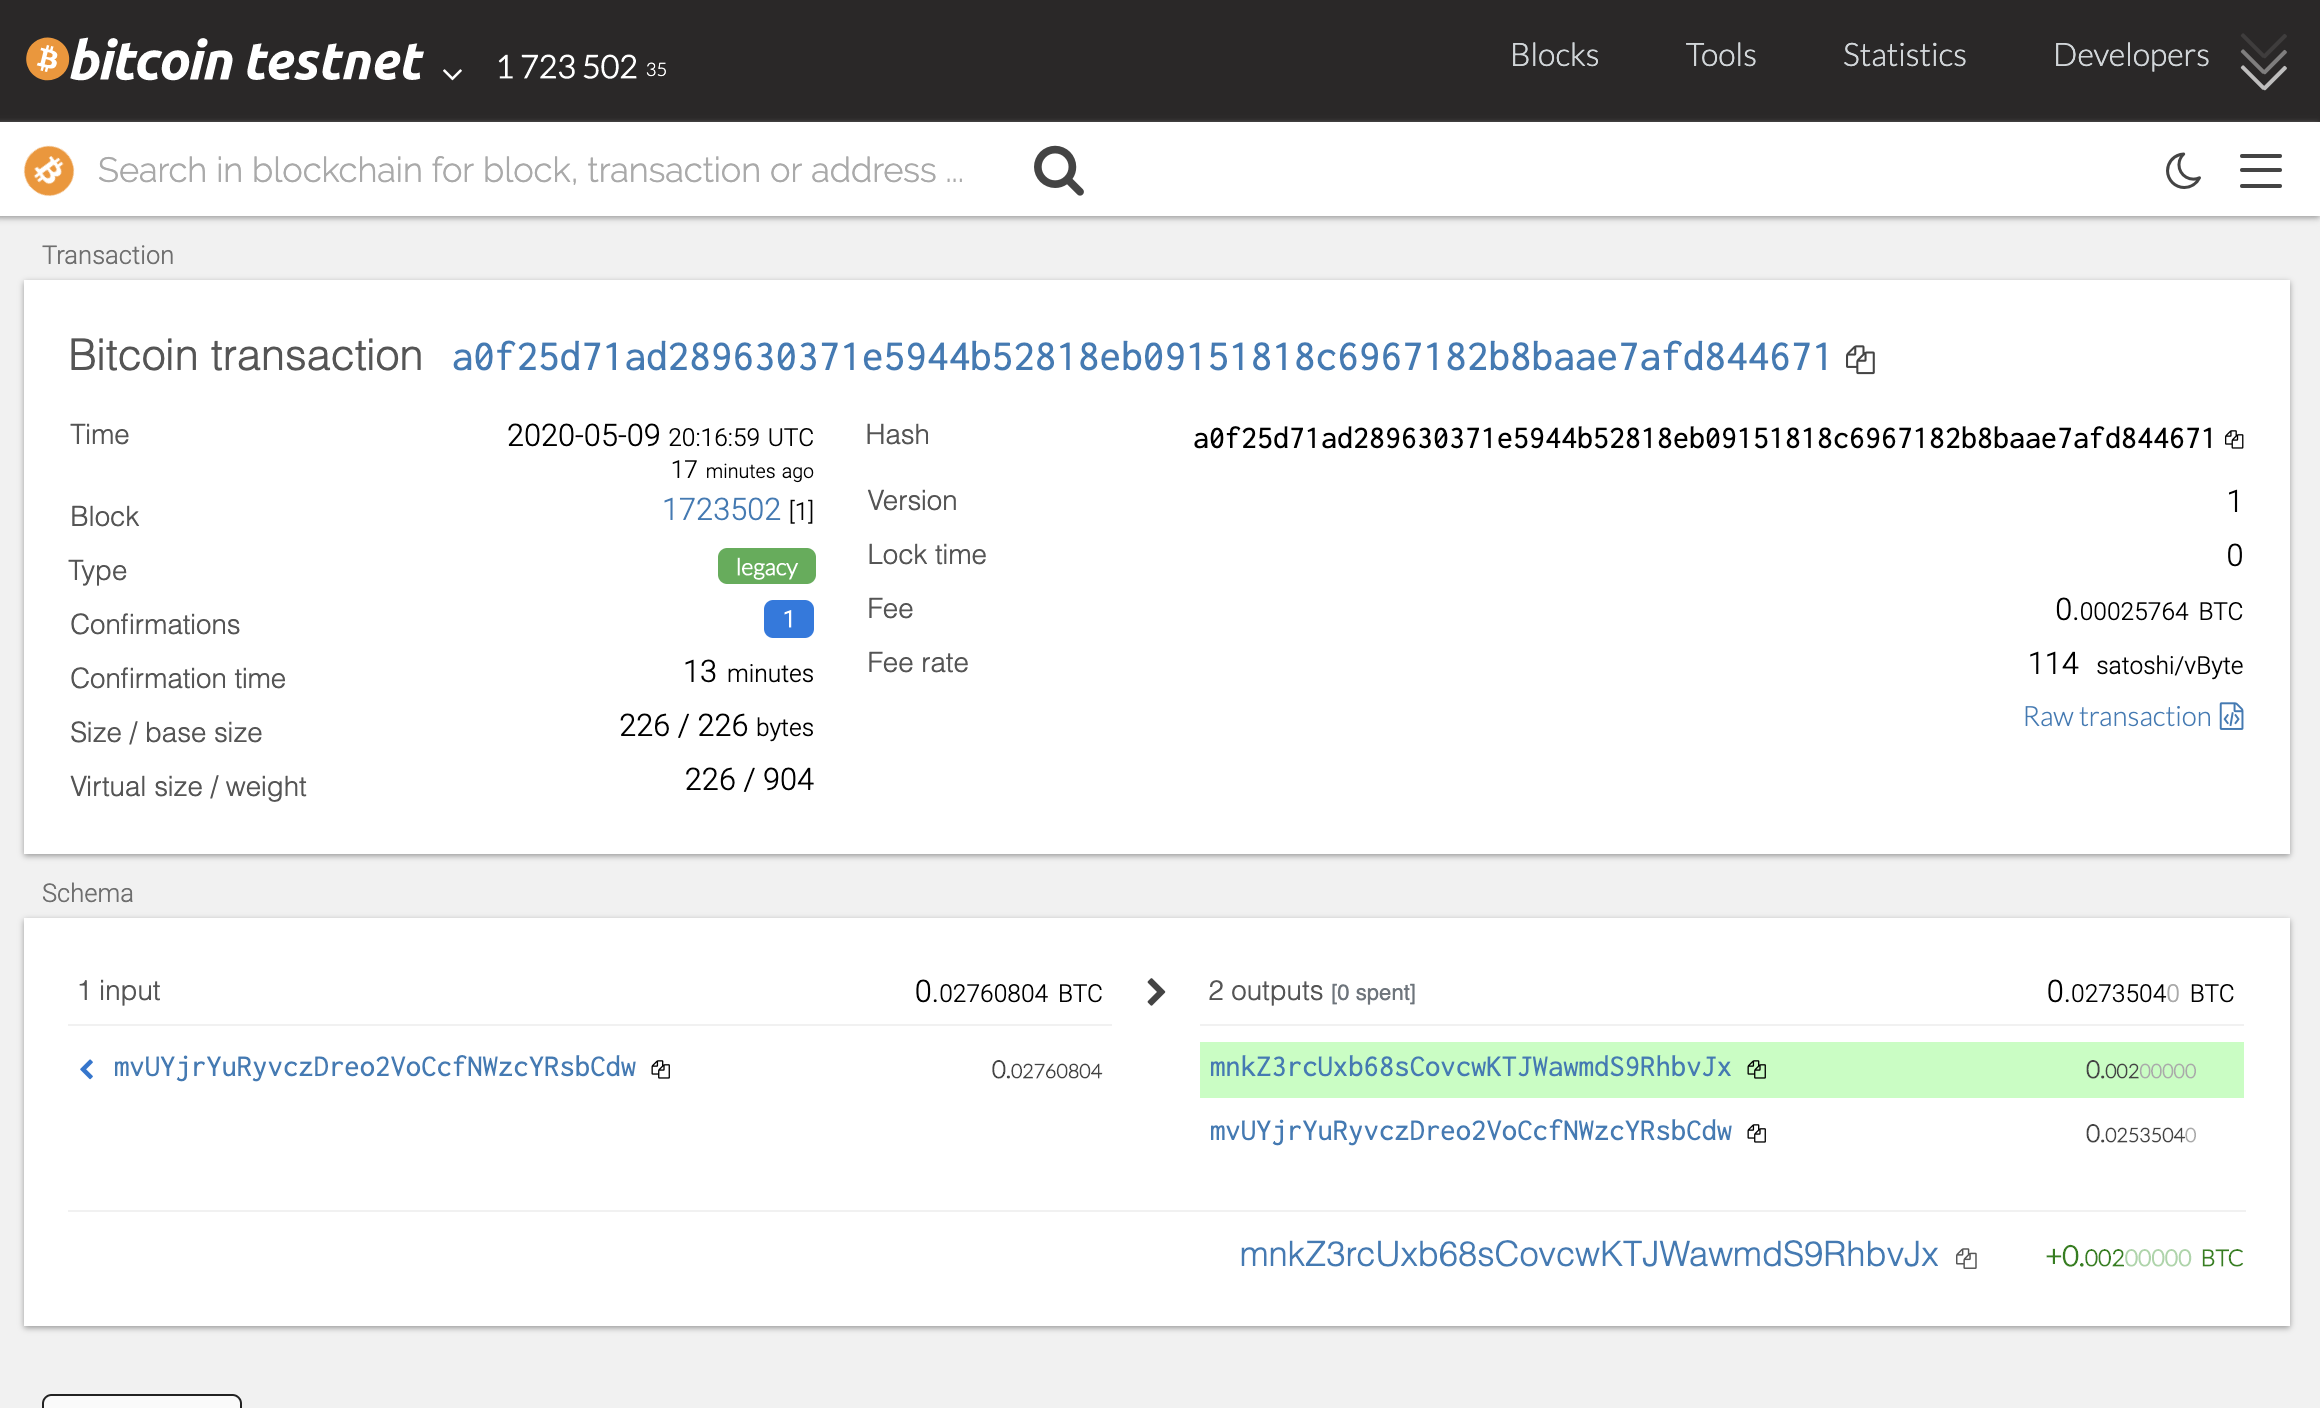 bitcoin testnet 1 723 502 35 Blocks Tools Statistics Developers
Search in blockchain for block, transaction or address ...
Transaction
Bitcoin transaction a0f25d71ad289630371e5944b52818eb09151818c6967182b8baae7afd844671
Time 2020-05-09 20:16:59 UTC
17 minutes ago
Block 1723502 [1]
Type legacy
Confirmations 1
Confirmation time 13 minutes
Size / base size 226 / 226 bytes
Virtual size / weight 226 / 904
Hash a0f25d71ad289630371e5944b52818eb09151818c6967182b8baae7afd844671
Version 1
Lock time 0
Fee 0.00025764 BTC
Fee rate 114 satoshi/vByte
Raw transaction
Schema
1 input 0.02760804 BTC
mvUYjrYuRyvczDreo2VoCcfNWzcYRsbCdw 0.02760804
2 outputs [0 spent] 0.02735040 BTC
mnkZ3rcUxb68sCovcwKTJWawmdS9RhbvJx 0.00200000
mvUYjrYuRyvczDreo2VoCcfNWzcYRsbCdw 0.02535040
mnkZ3rcUxb68sCovcwKTJWawmdS9RhbvJx +0.00200000 BTC